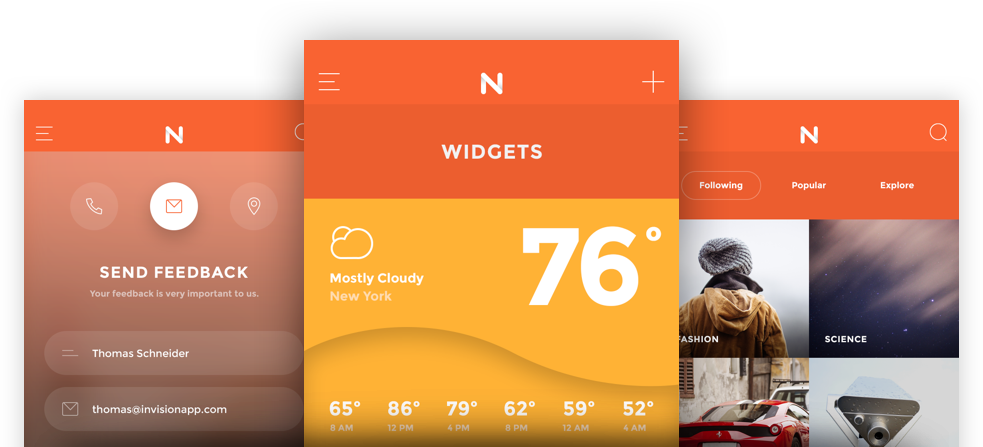 N
SEND FEEDBACK
Your feedback is very important to us.
Thomas Schneider
thomas@invisionapp.com
N
WIDGETS
76°
Mostly Cloudy
New York
65° 86° 79° 62° 59° 52°
8 AM 12 PM 4 PM 8 PM 12 AM 4 AM
N
Following Popular Explore
FASHION SCIENCE